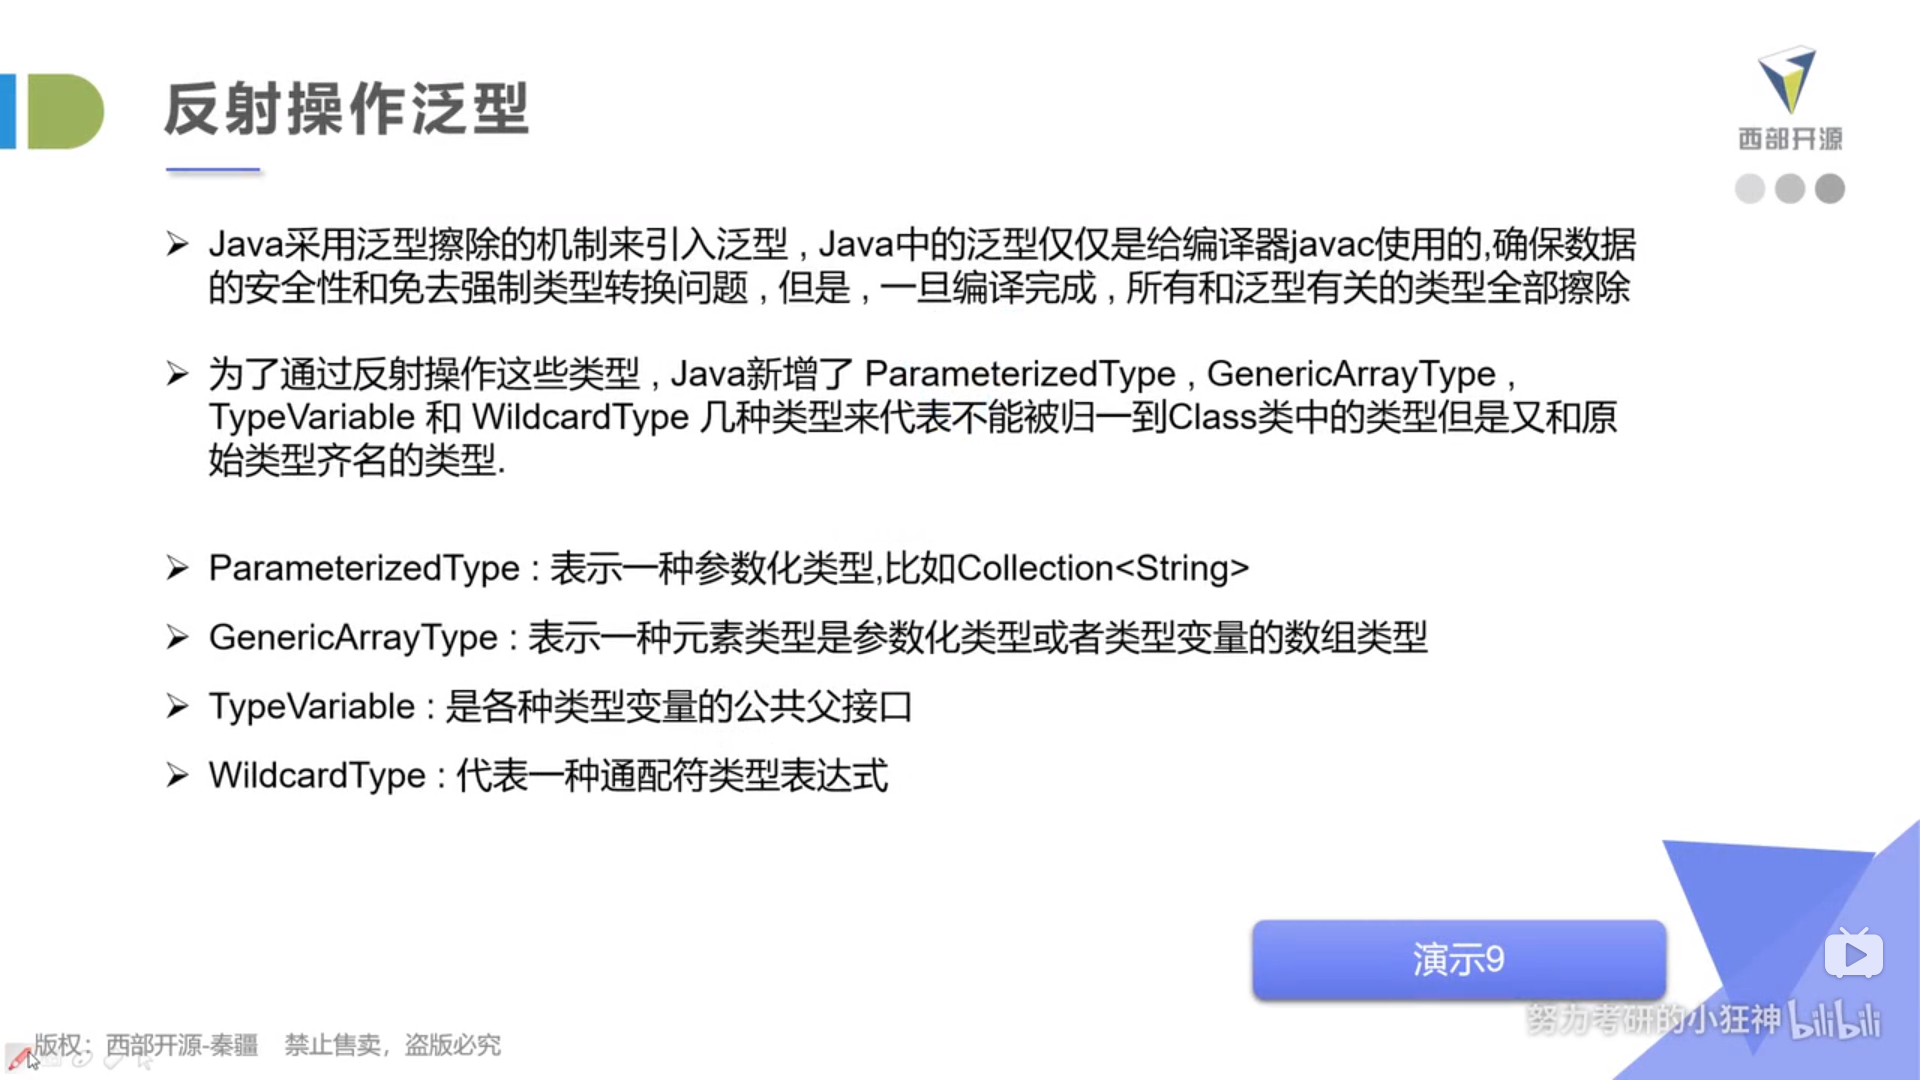 反射操作泛型
西部开源
Java采用泛型擦除的机制来引入泛型 , Java中的泛型仅仅是给编译器javac使用的,确保数据
的安全性和免去强制类型转换问题 , 但是 , 一旦编译完成 , 所有和泛型有关的类型全部擦除
为了通过反射操作这些类型 , Java新增了 ParameterizedType , GenericArrayType ,
TypeVariable 和 WildcardType 几种类型来代表不能被归一到Class类中的类型但是又和原
始类型齐名的类型.
ParameterizedType : 表示一种参数化类型,比如Collection<String>
GenericArrayType : 表示一种元素类型是参数化类型或者类型变量的数组类型
TypeVariable : 是各种类型变量的公共父接口
WildcardType : 代表一种通配符类型表达式
演示9
努力考研的小狂神 bilibili
版权：西部开源-秦疆 禁止售卖，盗版必究